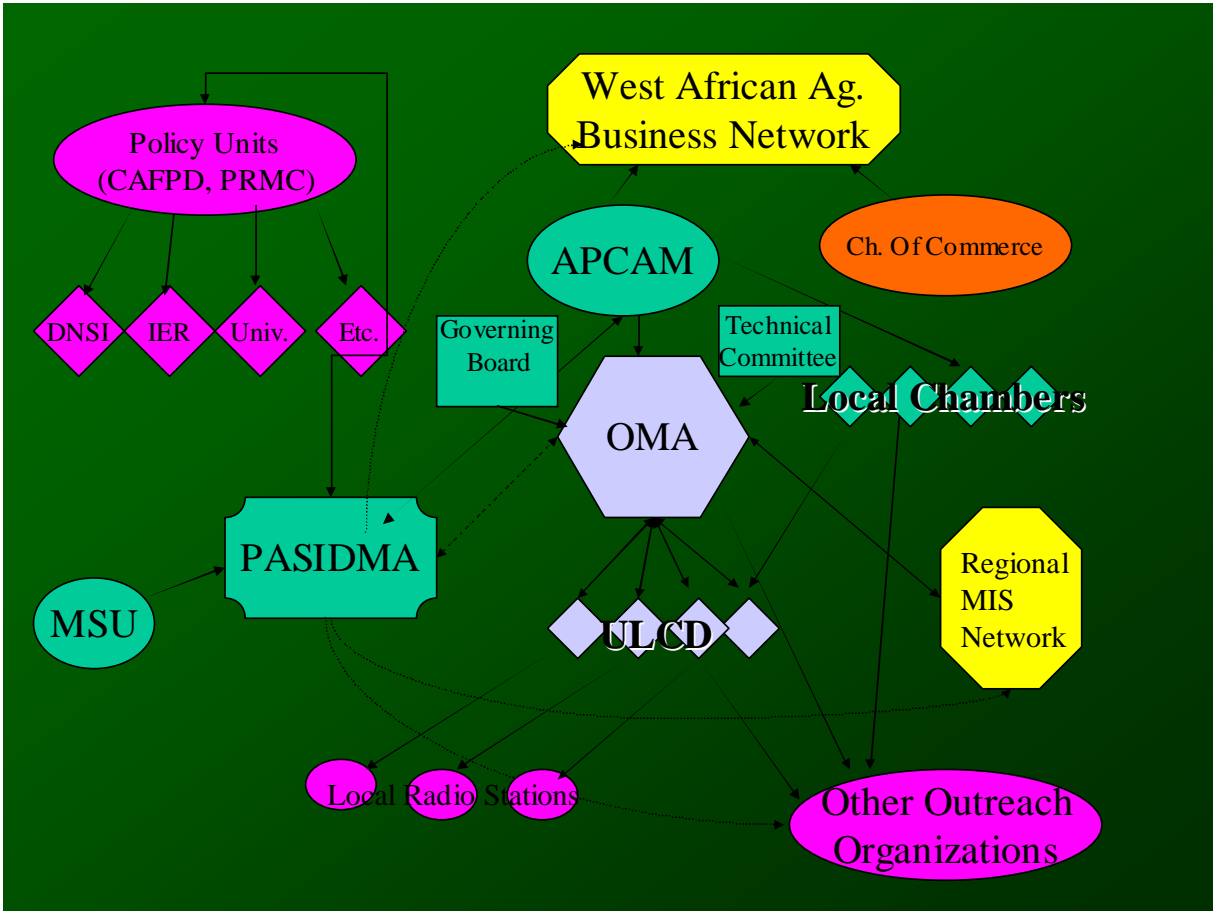 West African Ag.
Business Network
Policy Units
(CAFPD, PRMC)
Ch. Of Commerce
APCAM
DNSI
IER
Univ.
Etc.
Governing
Board
Technical
Committee
Local Chambers
OMA
PASIDMA
MSU
Regional
MIS
Network
ULCD
Local Radio Stations
Other Outreach
Organizations